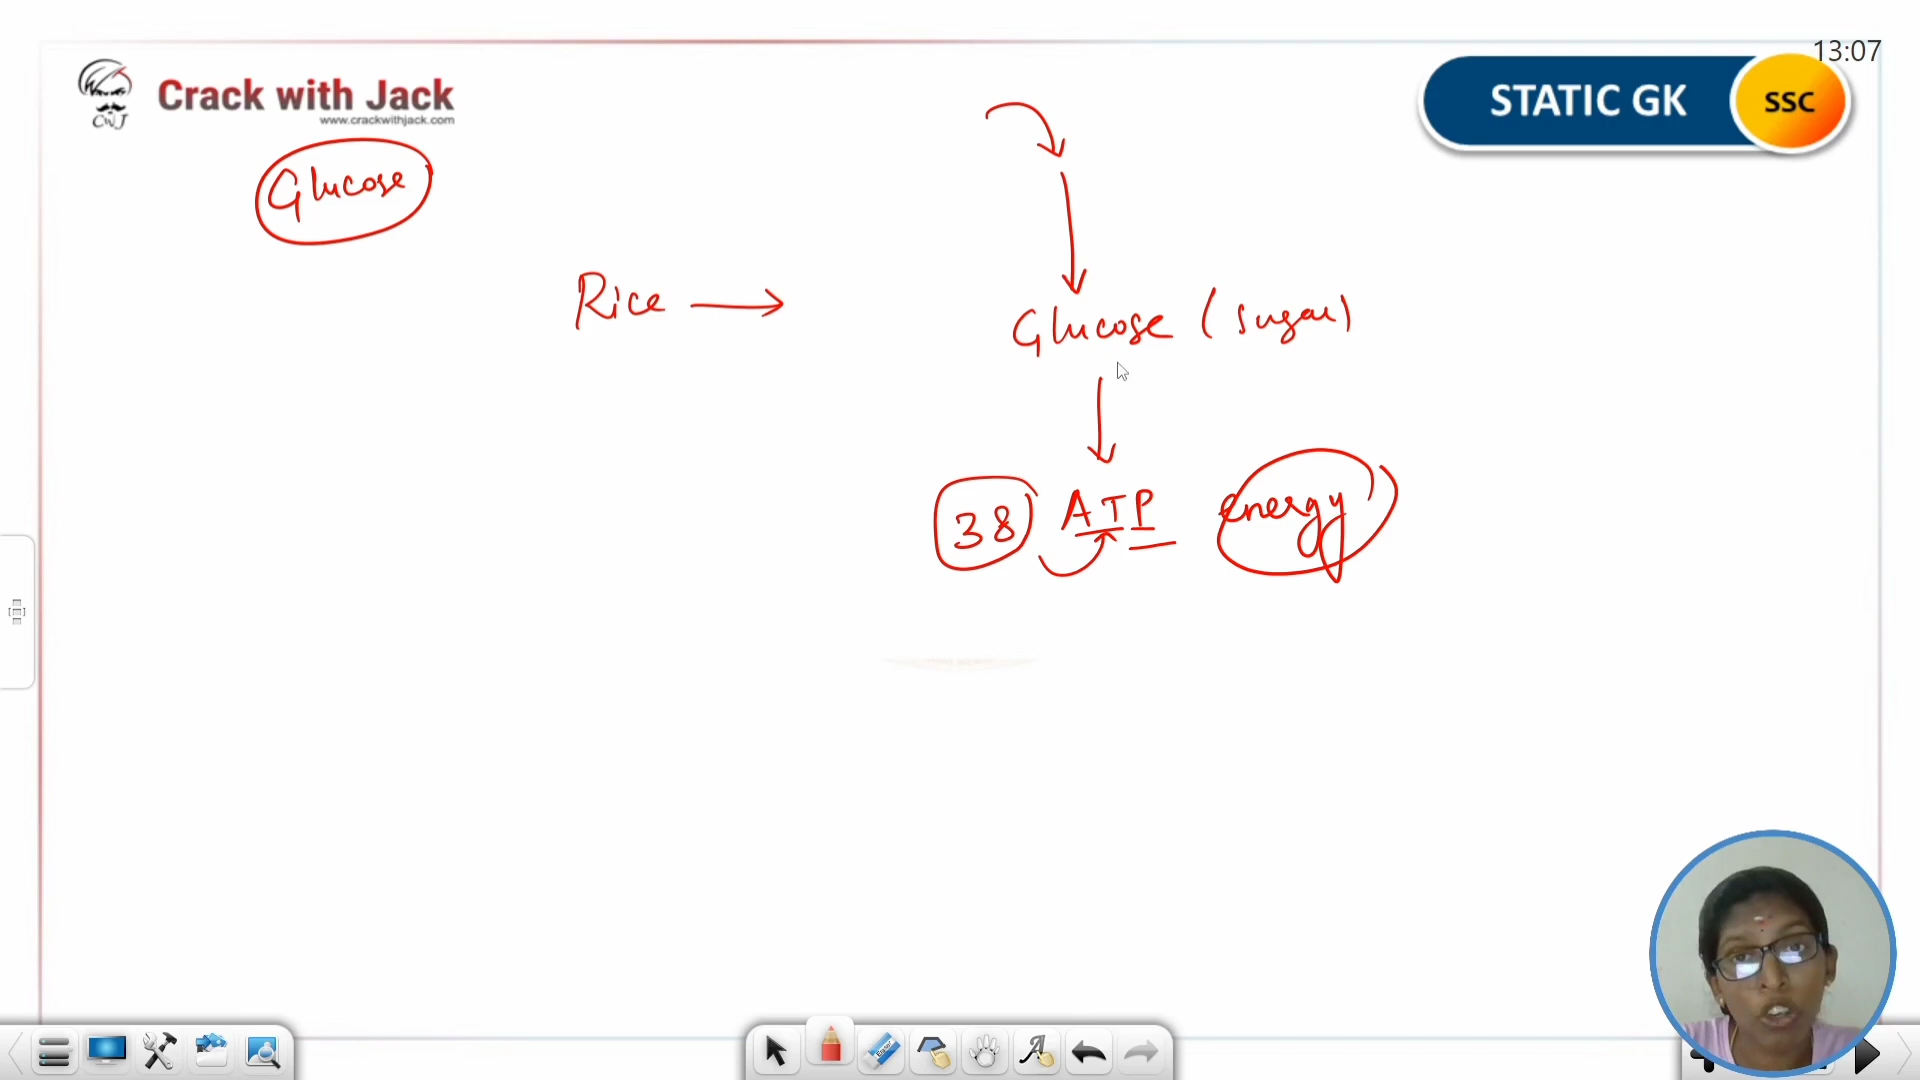 13:07
Crack with Jack
www.crackwithjack.com
CWJ
STATIC GK
SSC
Glucose
Rice
Glucose (sugar)
38 ATP energy